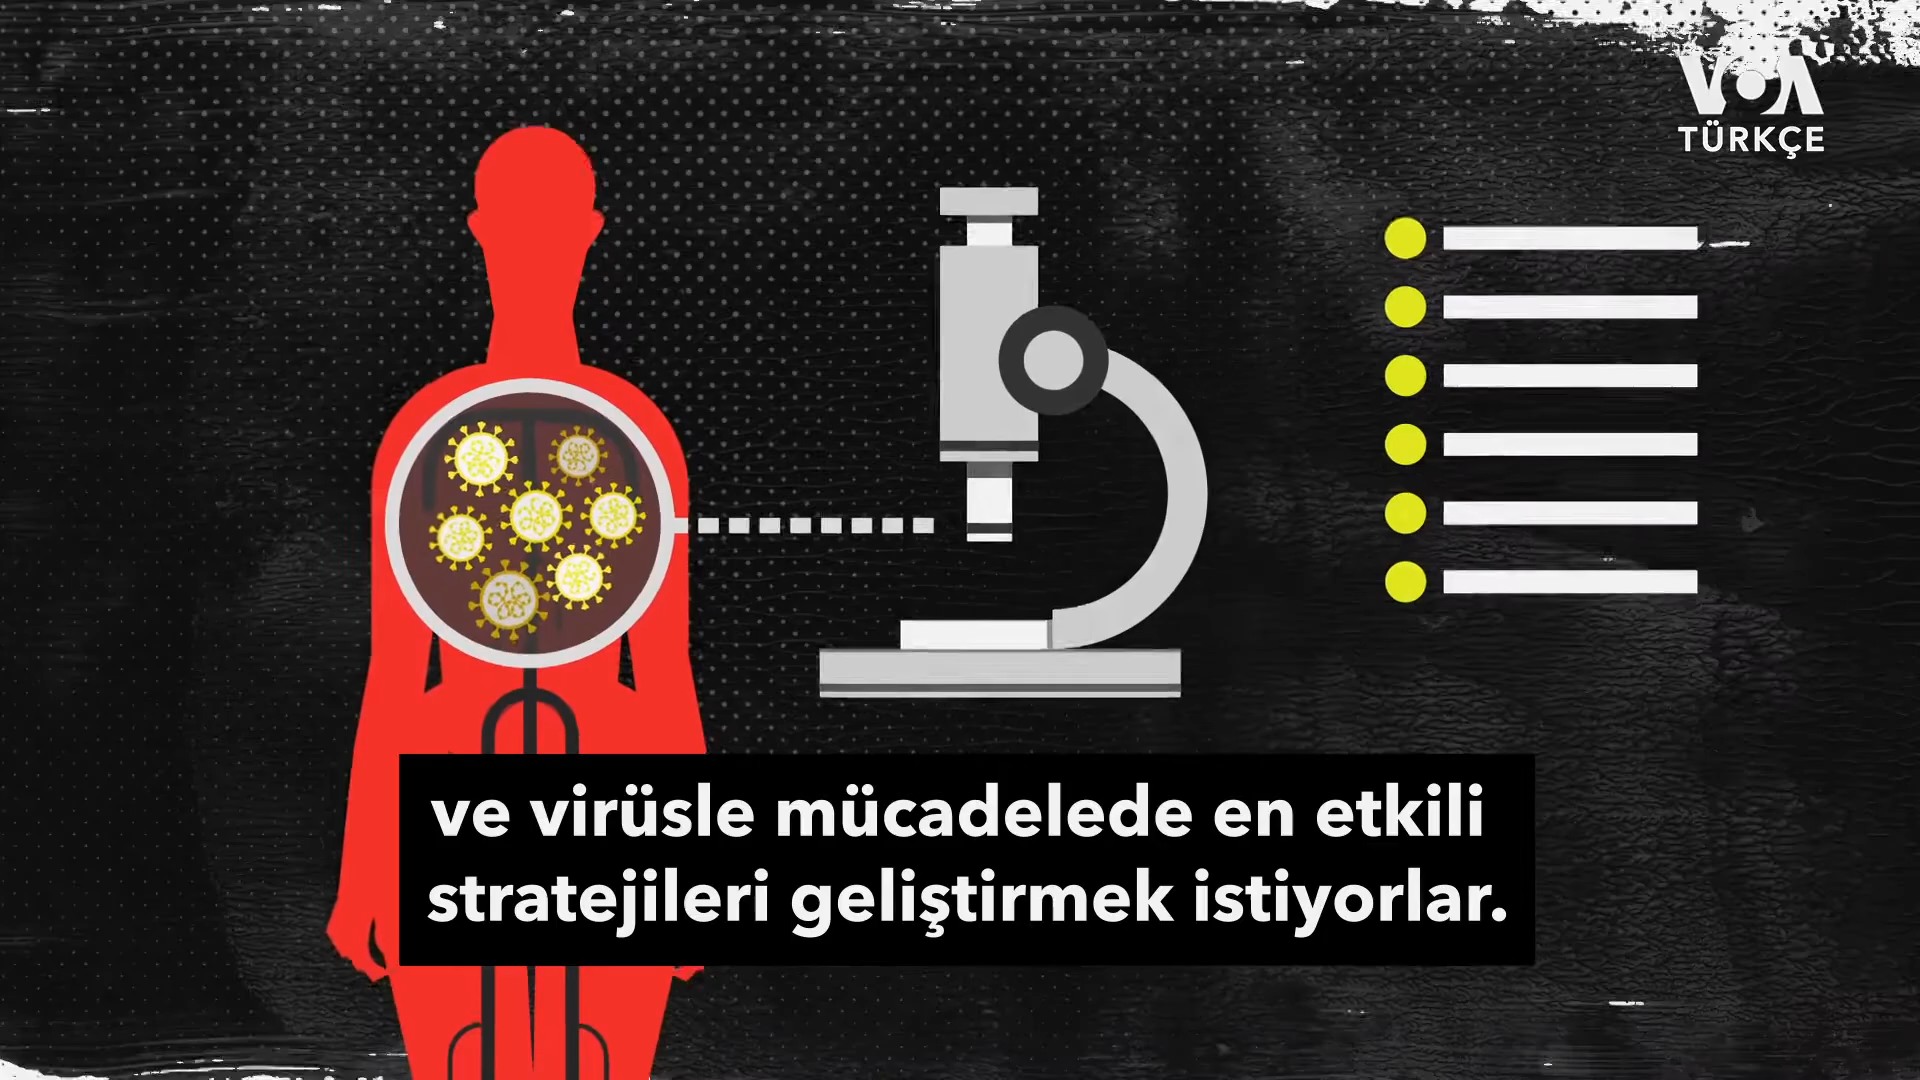 VOA
TÜRKÇE
ve virüsle mücadelede en etkili
stratejileri geliştirmek istiyorlar.